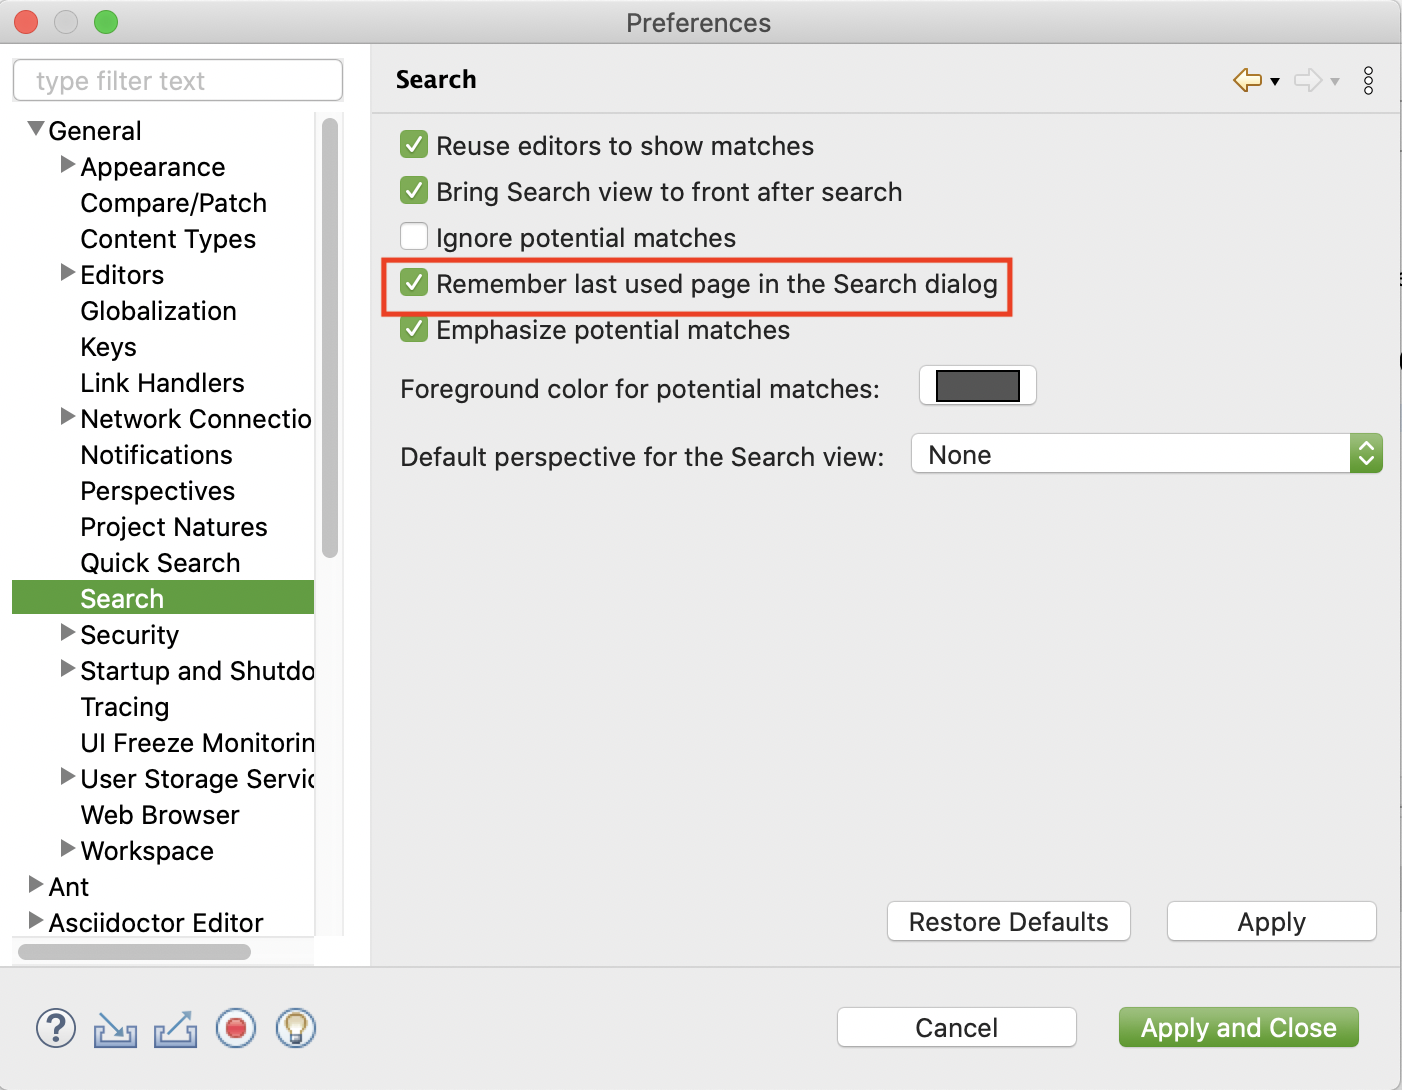 Preferences
type filter text
General
Appearance
Compare/Patch
Content Types
Editors
Globalization
Keys
Link Handlers
Network Connectio
Notifications
Perspectives
Project Natures
Quick Search
Search
Security
Startup and Shutdo
Tracing
UI Freeze Monitorin
User Storage Servic
Web Browser
Workspace
Ant
Asciidoctor Editor
Search
Reuse editors to show matches
Bring Search view to front after search
Ignore potential matches
Remember last used page in the Search dialog
Emphasize potential matches
Foreground color for potential matches:
Default perspective for the Search view: None
Restore Defaults Apply
? Cancel Apply and Close